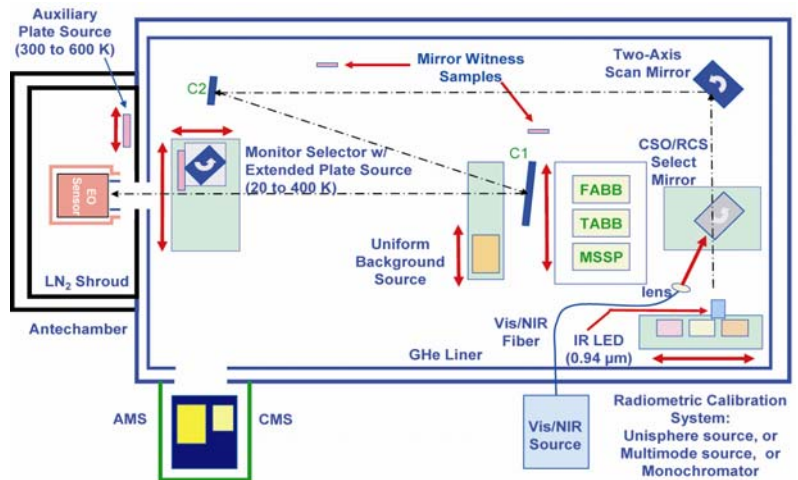 Auxiliary
Plate Source
(300 to 600 K)
C2
Mirror Witness
Samples
Two-Axis
Scan Mirror
C1
CSO/RCS
Select
Mirror
Monitor Selector w/
Extended Plate Source
(20 to 400 K)
EO
Sensor
FABB
TABB
MSSP
Uniform
Background
Source
LN2 Shroud
Antechamber
lens
Vis/NIR
Fiber
IR LED
(0.94 µm)
GHe Liner
AMS
CMS
Vis/NIR
Source
Radiometric Calibration
System:
Unisphere source, or
Multimode source, or
Monochromator